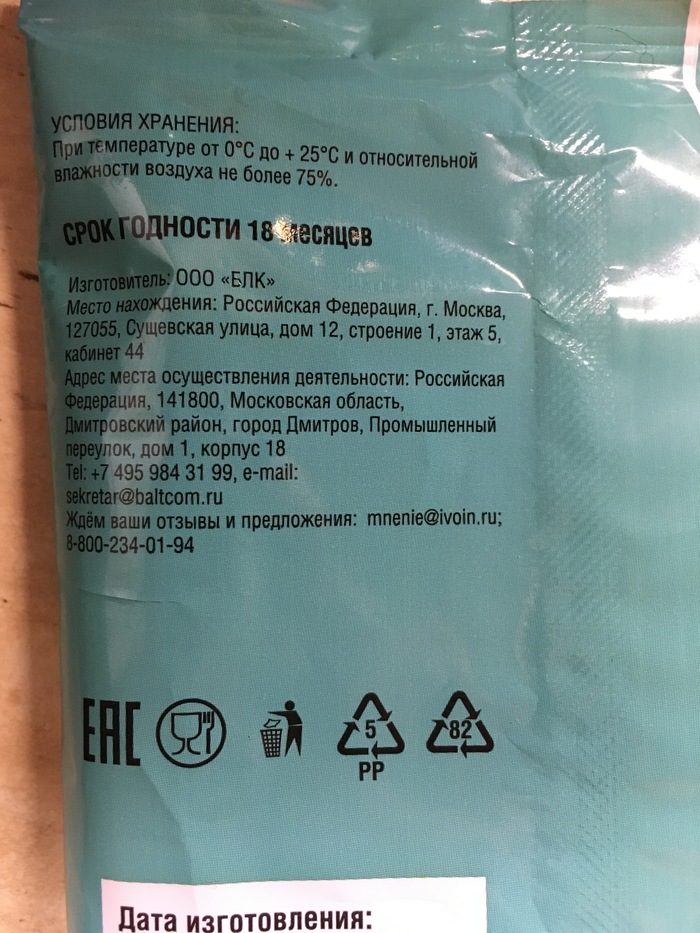 УСЛОВИЯ ХРАНЕНИЯ:
При температуре от 0°С до + 25°С и относительной
влажности воздуха не более 75%.
СРОК ГОДНОСТИ 18 месяцев
Изготовитель: ООО «БЛК»
Место нахождения: Российская Федерация, г. Москва,
127055, Сущевская улица, дом 12, строение 1, этаж 5,
кабинет 44
Адрес места осуществления деятельности: Российская
Федерация, 141800, Московская область,
Дмитровский район, город Дмитров, Промышленный
переулок, дом 1, корпус 18
Tel: +7 495 984 31 99, e-mail:
sekretar@baltcom.ru
Ждём ваши отзывы и предложения: mnenie@ivoin.ru;
8-800-234-01-94
EAC 5 82
PP
Дата изготовления: